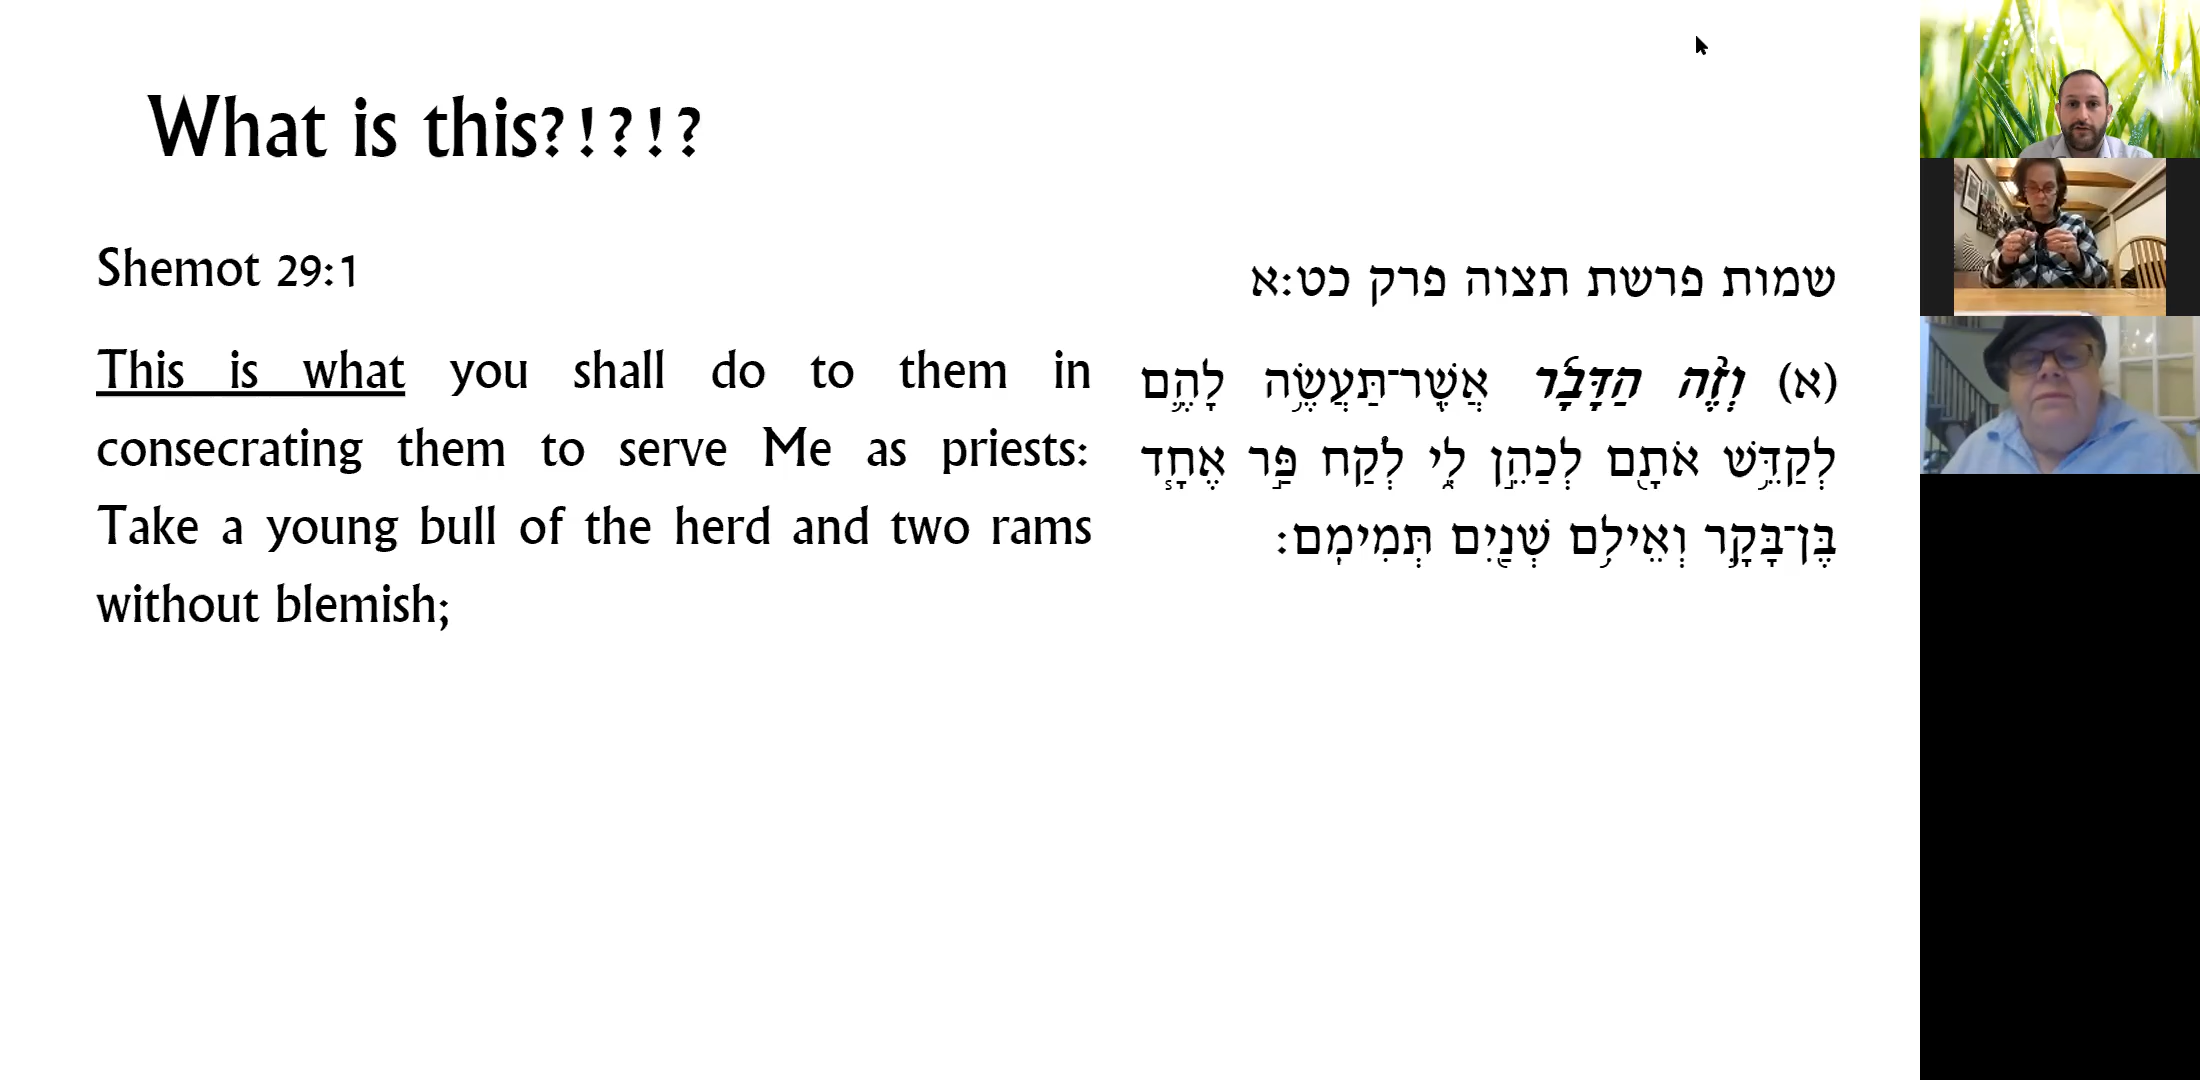 What is this?!?!?
Shemot 29:1
This is what you shall do to them in
consecrating them to serve Me as priests:
Take a young bull of the herd and two rams
without blemish;
שמות פרשת תצוה פרק כט:א
(א) וְזֶ֨ה הַדָּבָ֜ר אֲשֶֽׁר־תַּעֲשֶׂ֥ה לָהֶ֛ם
לְקַדֵּ֥שׁ אֹתָ֖ם לְכַהֵ֣ן לִ֑י לְ֠קַח פַּ֣ר אֶחָ֧ד
בֶּן־בָּקָ֛ר וְאֵילִ֥ם שְׁנַ֖יִם תְּמִימִֽם: